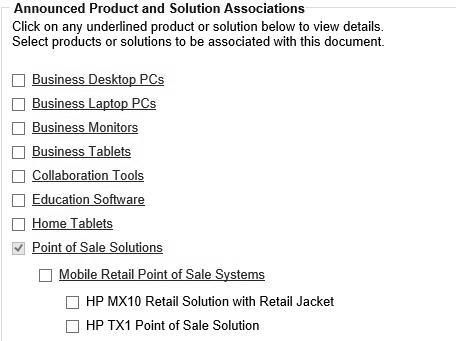 Announced Product and Solution Associations
Click on any underlined product or solution below to view details.
Select products or solutions to be associated with this document.
Business Desktop PCs
Business Laptop PCs
Business Monitors
Business Tablets
Collaboration Tools
Education Software
Home Tablets
Point of Sale Solutions
Mobile Retail Point of Sale Systems
HP MX10 Retail Solution with Retail Jacket
HP TX1 Point of Sale Solution